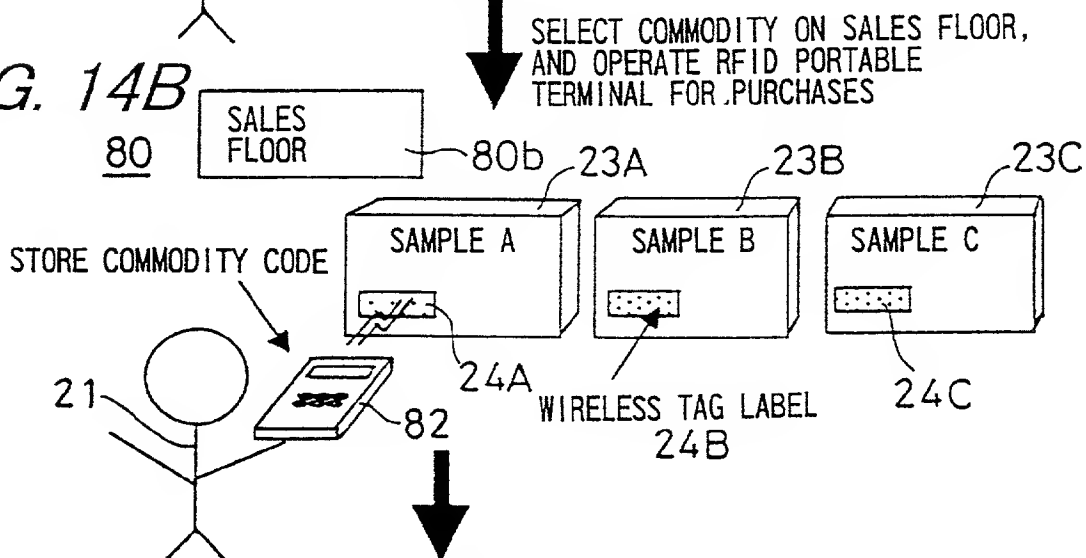 SELECT COMMODITY ON SALES FLOOR,
AND OPERATE RFID PORTABLE
TERMINAL FOR PURCHASES
G. 14B
80
SALES
FLOOR
80b
23A
23B
23C
SAMPLE A
SAMPLE B
SAMPLE C
STORE COMMODITY CODE
24A
WIRELESS TAG LABEL
24B
24C
21
82